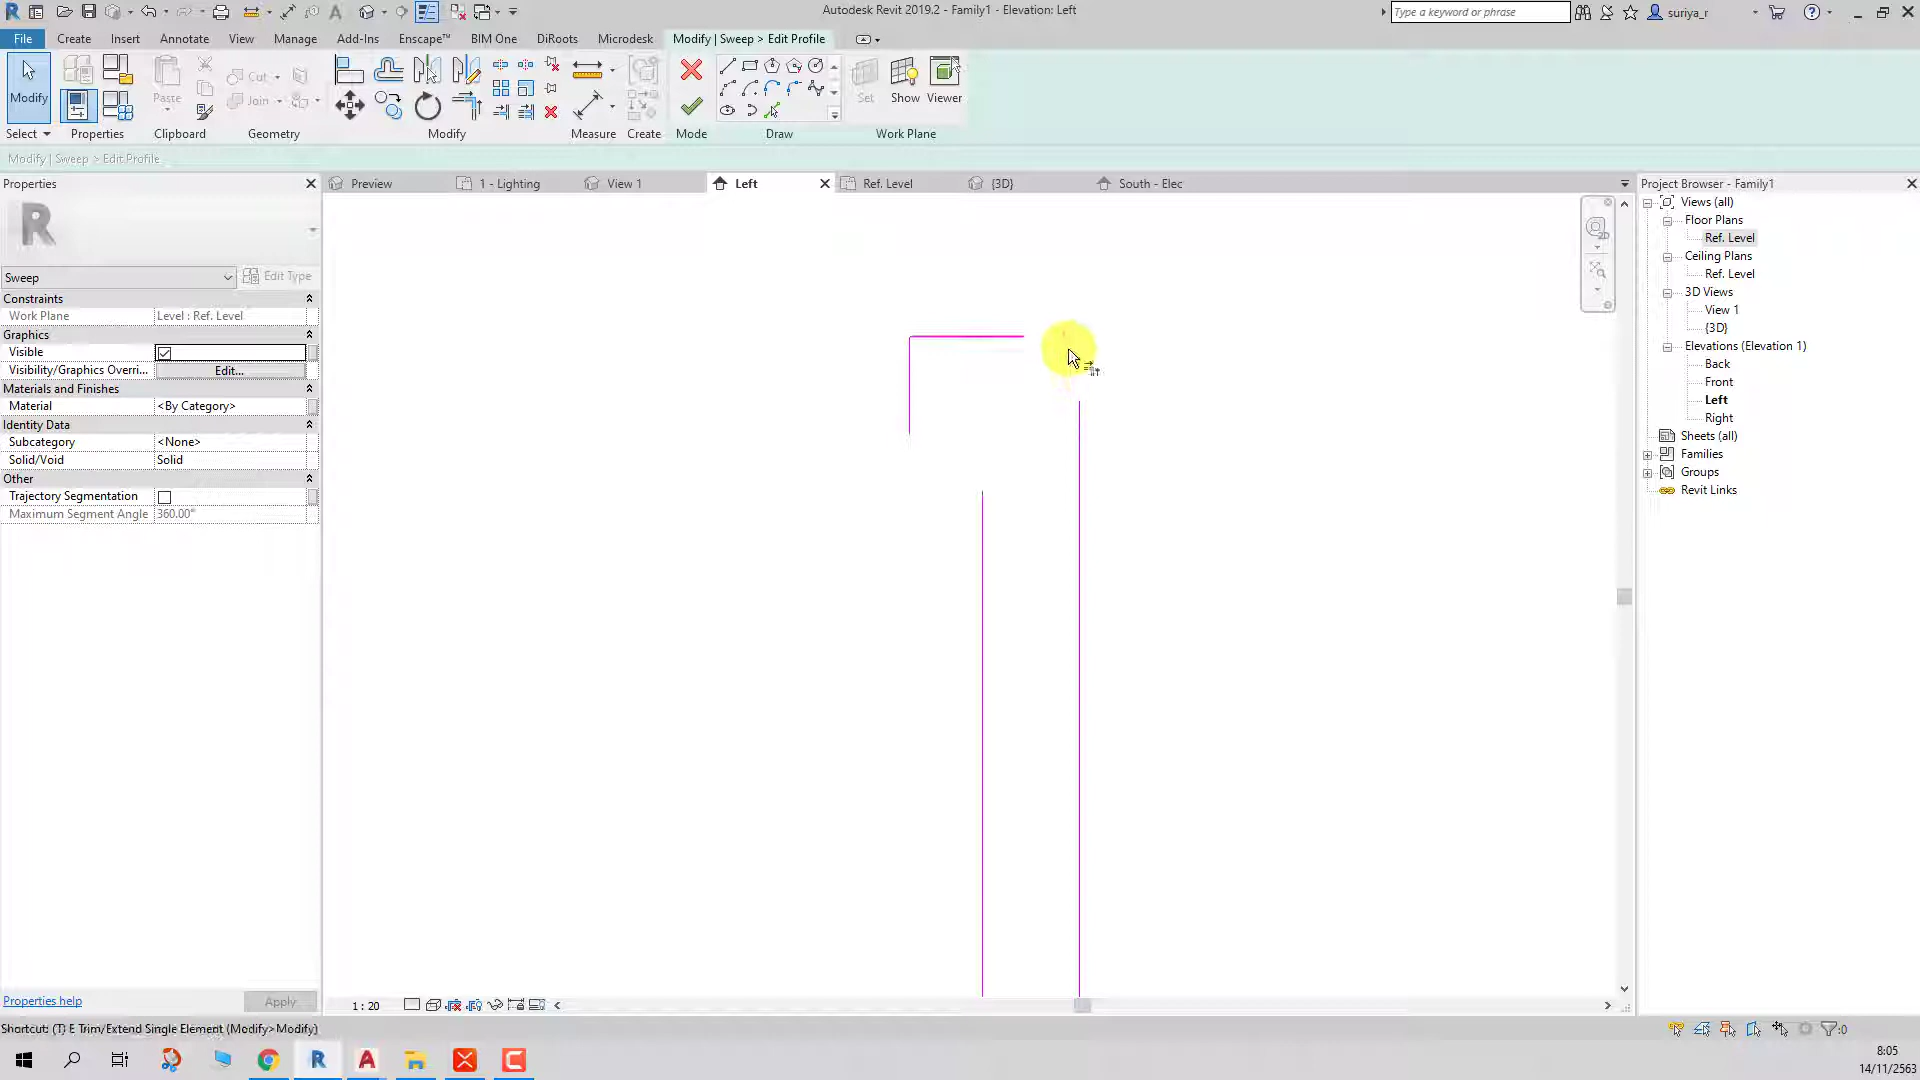 Autodesk Revit 2019.2 - Family1 - Elevation: Left
Type a keyword or phrase
suriya_r
File
Create
Insert
Annotate
View
Manage
Add-Ins
Enscape™
BIM One
DiRoots
Microdesk
Modify | Sweep > Edit Profile
Modify
Paste
Cut
Join
Set
Show
Viewer
Select
Properties
Clipboard
Geometry
Modify
Measure
Create
Mode
Draw
Work Plane
Modify | Sweep > Edit Profile
Properties
Preview
1 - Lighting
View 1
Left
Ref. Level
{3D}
South - Elec
Project Browser - Family1
Sweep
Edit Type
Constraints
Work Plane
Level : Ref. Level
Graphics
Visible
Visibility/Graphics Overri...
Edit...
Materials and Finishes
Material
<By Category>
Identity Data
Subcategory
<None>
Solid/Void
Solid
Other
Trajectory Segmentation
Maximum Segment Angle
360.00°
Views (all)
Floor Plans
Ref. Level
Ceiling Plans
Ref. Level
3D Views
View 1
{3D}
Elevations (Elevation 1)
Back
Front
Left
Right
Sheets (all)
Families
Groups
Revit Links
Properties help
Apply
1 : 20
Shortcut: (T) E Trim/Extend Single Element (Modify>Modify)
:0
8:05
14/11/2563